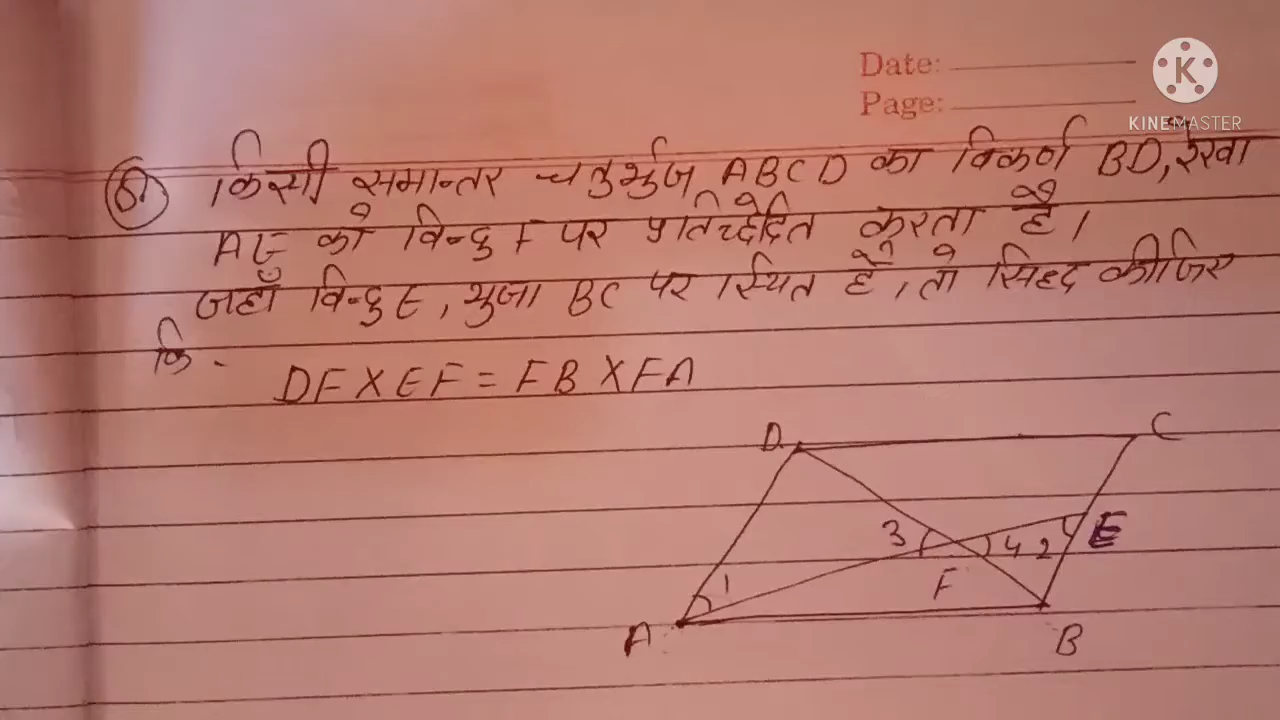 Date:
Page:
K
KINEMASTER
6. किसी समान्तर चतुर्भुज ABCD का विकर्ण BD, रेखा
AE को विन्दु F पर प्रतिच्छेदित करता है।
जहाँ विन्दु E, भुजा BC पर स्थित है, तो सिद्द कीजिए
कि -
DF X EF = FB X FA
D
C
3
4
2
E
1
F
A
B